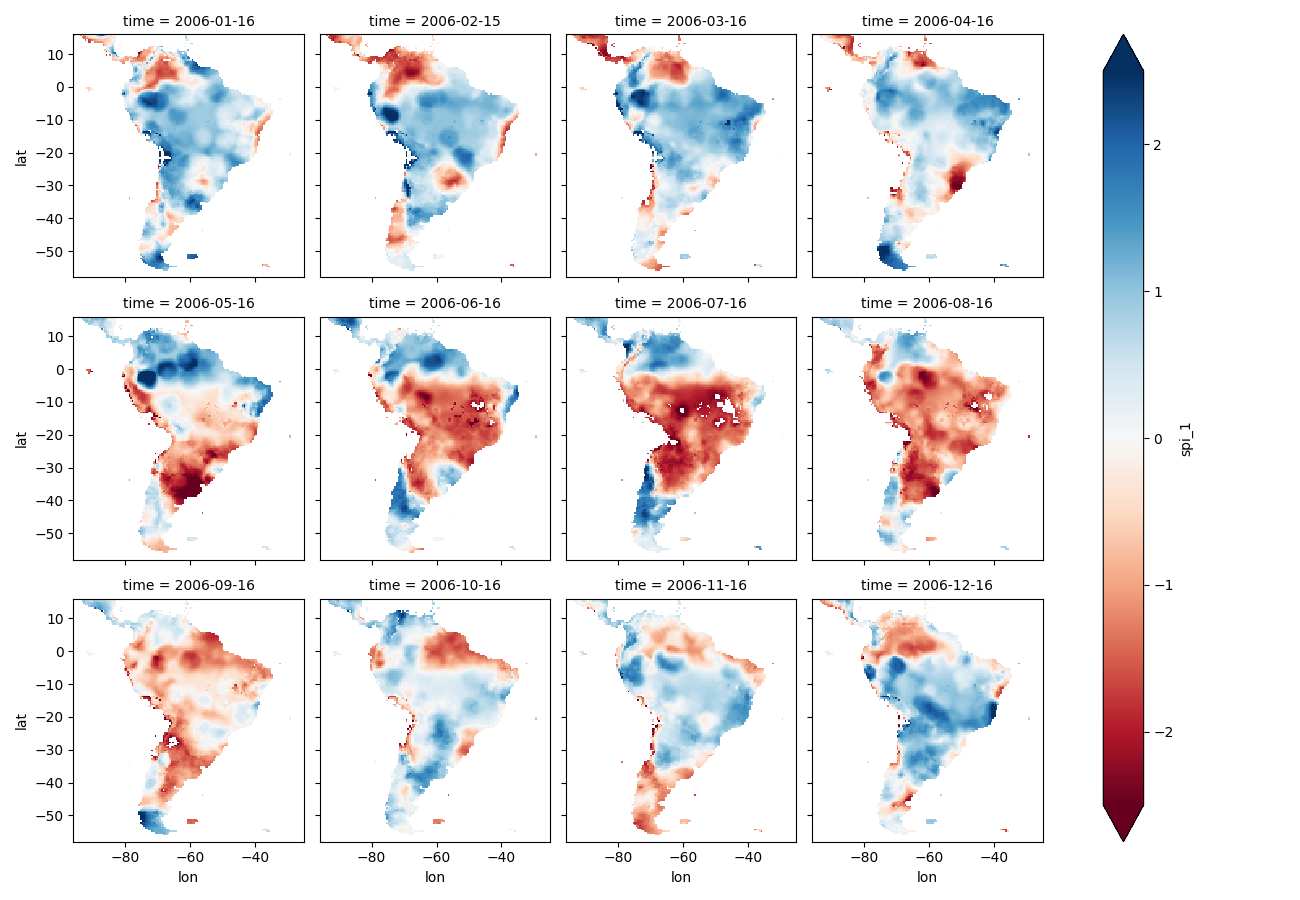 time = 2006-01-16
time = 2006-02-15
time = 2006-03-16
time = 2006-04-16
lat
10
0
−10
−20
−30
−40
−50
time = 2006-05-16
time = 2006-06-16
time = 2006-07-16
time = 2006-08-16
lat
10
0
−10
−20
−30
−40
−50
time = 2006-09-16
time = 2006-10-16
time = 2006-11-16
time = 2006-12-16
lat
10
0
−10
−20
−30
−40
−50
−80
−60
−40
lon
−80
−60
−40
lon
−80
−60
−40
lon
−80
−60
−40
lon
2
1
0
−1
−2
spi_1